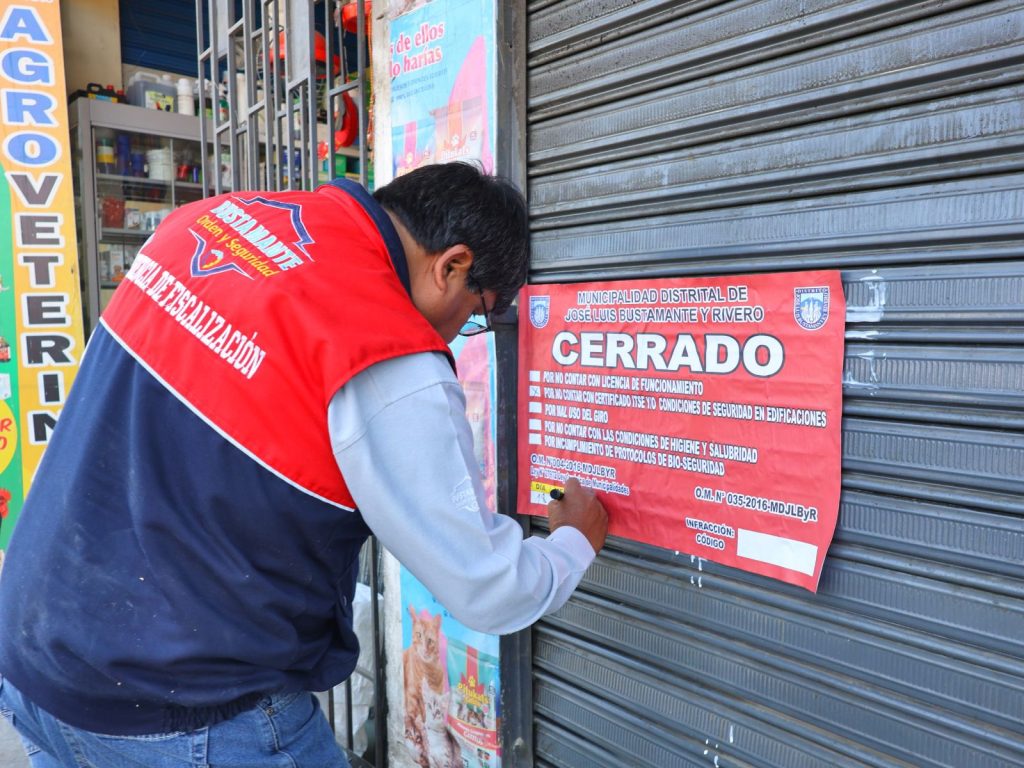 AGROVETERIN
de ellos
lo harías
BUSTAMANTE
Orden y Seguridad
DE FISCALIZACIÓN
MUNICIPALIDAD DISTRITAL DE
JOSÉ LUIS BUSTAMANTE Y RIVERO
CERRADO
POR NO CONTAR CON LICENCIA DE FUNCIONAMIENTO
POR NO CONTAR CON CERTIFICADO ITSE Y/O CONDICIONES DE SEGURIDAD EN EDIFICACIONES
POR MAL USO DEL GIRO
POR NO CONTAR CON LAS CONDICIONES DE HIGIENE Y SALUBRIDAD
POR INCUMPLIMIENTO DE PROTOCOLOS DE BIO-SEGURIDAD
O.M. N° 004-2016-MDJLBYR
de Municipalidades
O.M. N° 035-2016-MDJLByR
DIA
INFRACCIÓN:
CÓDIGO